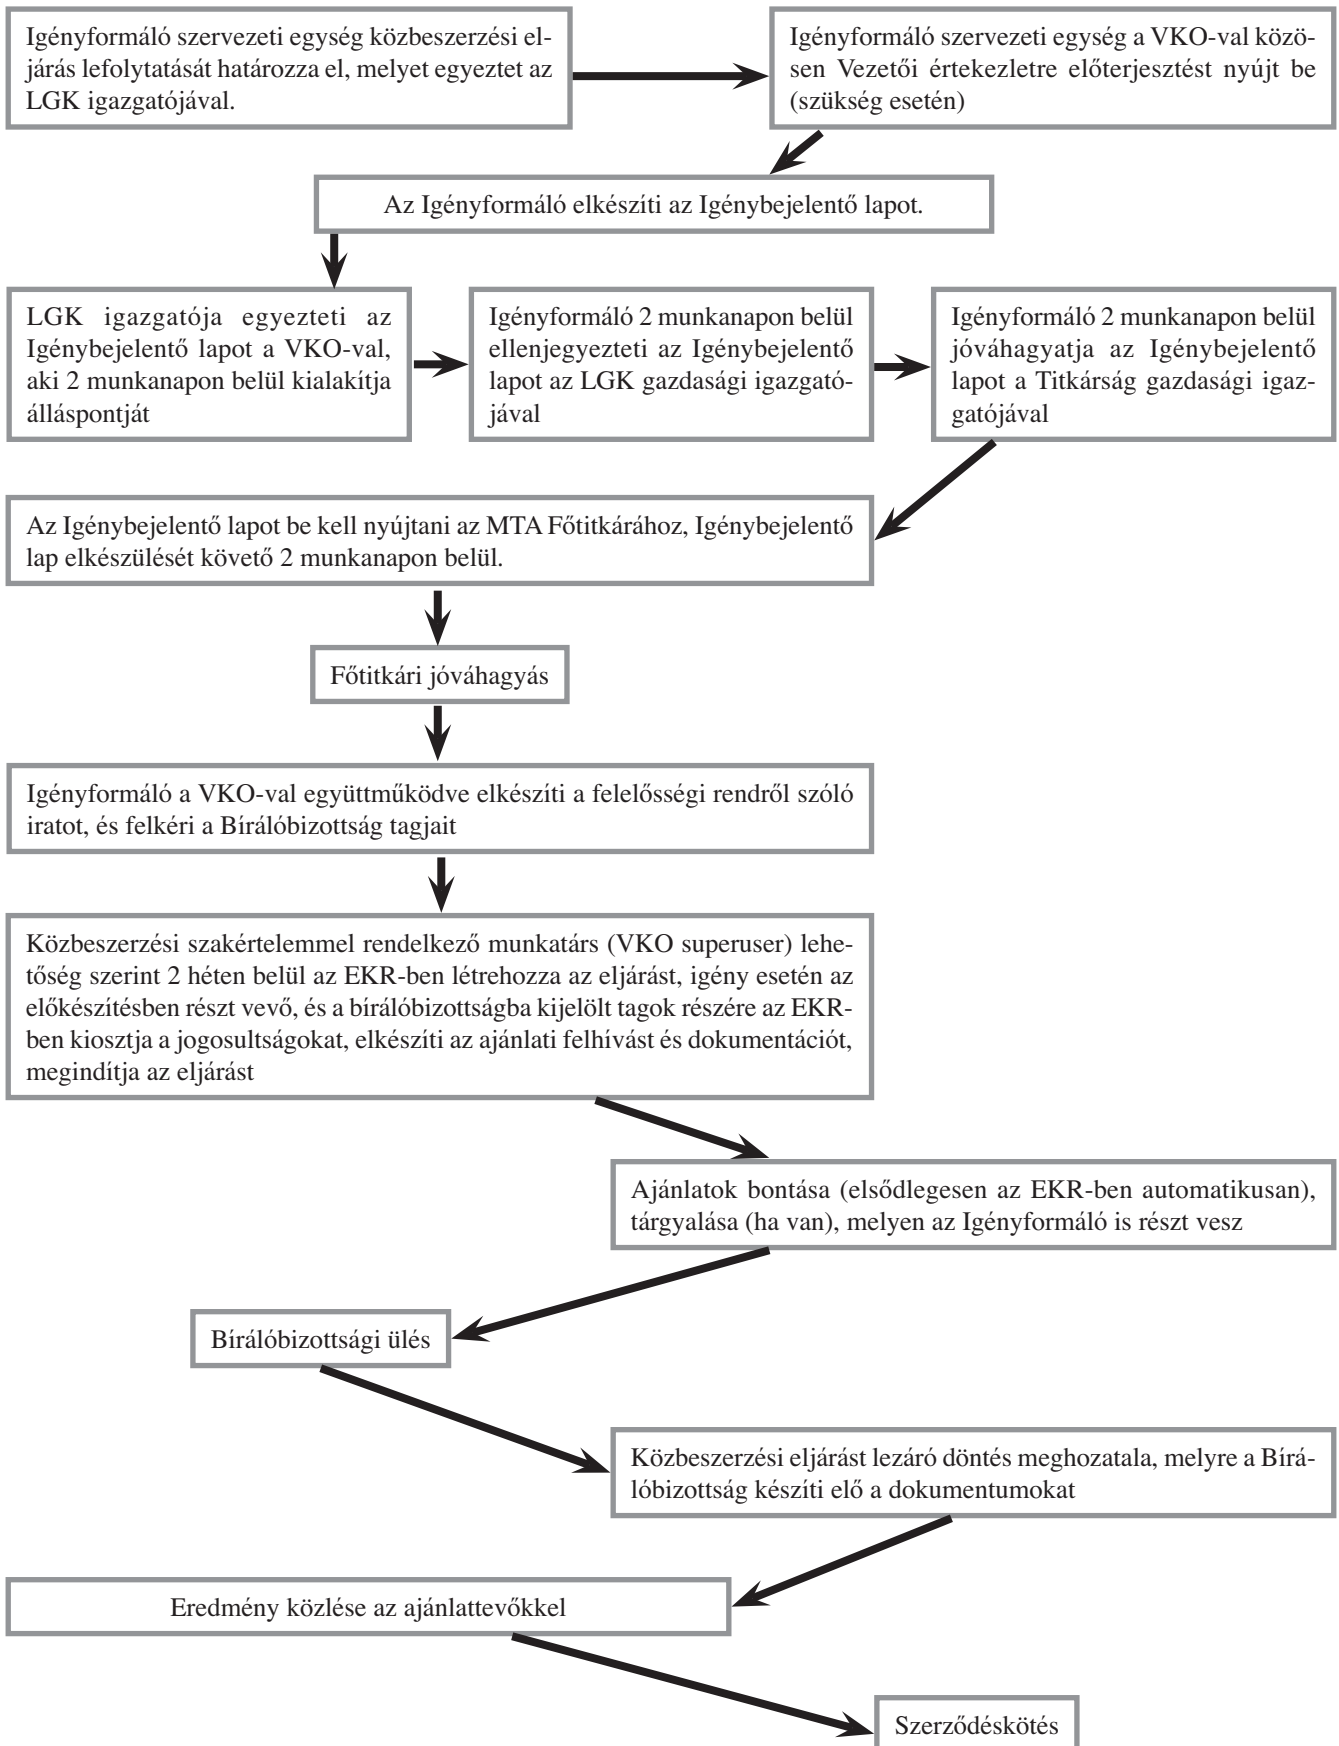 Igényformáló szervezeti egység közbeszerzési el-
járás lefolytatását határozza el, melyet egyeztet az
LGK igazgatójával.
Igényformáló szervezeti egység a VKO-val közö-
sen Vezetői értekezletre előterjesztést nyújt be
(szükség esetén)
Az Igényformáló elkészíti az Igénybejelentő lapot.
LGK igazgatója egyezteti az
Igénybejelentő lapot a VKO-val,
aki 2 munkanapon belül kialakítja
álláspontját
Igényformáló 2 munkanapon belül
ellenjegyezteti az Igénybejelentő
lapot az LGK gazdasági igazgató-
jával
Igényformáló 2 munkanapon belül
jóváhagyatja az Igénybejelentő
lapot a Titkárság gazdasági igaz-
gatójával
Az Igénybejelentő lapot be kell nyújtani az MTA Főtitkárához, Igénybejelentő
lap elkészülését követő 2 munkanapon belül.
Főtitkári jóváhagyás
Igényformáló a VKO-val együttműködve elkészíti a felelősségi rendről szóló
iratot, és felkéri a Bírálóbizottság tagjait
Közbeszerzési szakértelemmel rendelkező munkatárs (VKO superuser) lehe-
tőség szerint 2 héten belül az EKR-ben létrehozza az eljárást, igény esetén az
előkészítésben részt vevő, és a bírálóbizottságba kijelölt tagok részére az EKR-
ben kiosztja a jogosultságokat, elkészíti az ajánlati felhívást és dokumentációt,
megindítja az eljárást
Ajánlatok bontása (elsődlegesen az EKR-ben automatikusan),
tárgyalása (ha van), melyen az Igényformáló is részt vesz
Bírálóbizottsági ülés
Közbeszerzési eljárást lezáró döntés meghozatala, melyre a Bírá-
lóbizottság készíti elő a dokumentumokat
Eredmény közlése az ajánlattevőkkel
Szerződéskötés